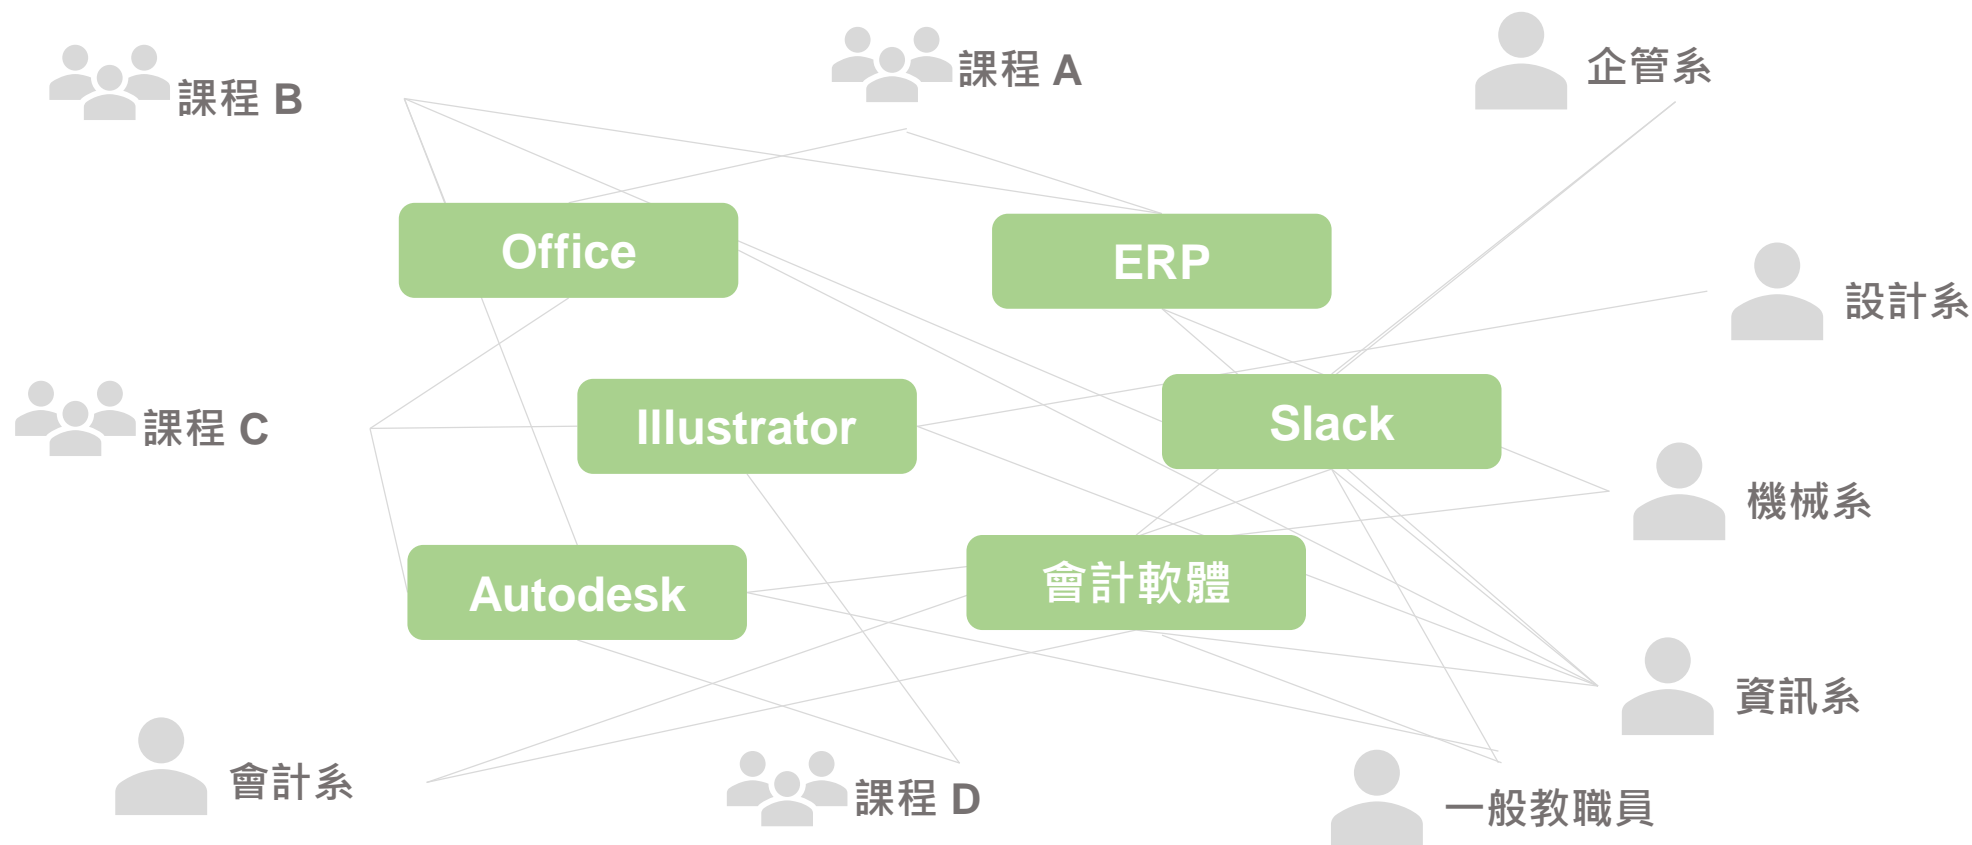 課程 A
企管系
課程 B
Office
ERP
設計系
課程 C
Illustrator
Slack
機械系
Autodesk
會計軟體
資訊系
會計系
課程 D
一般教職員